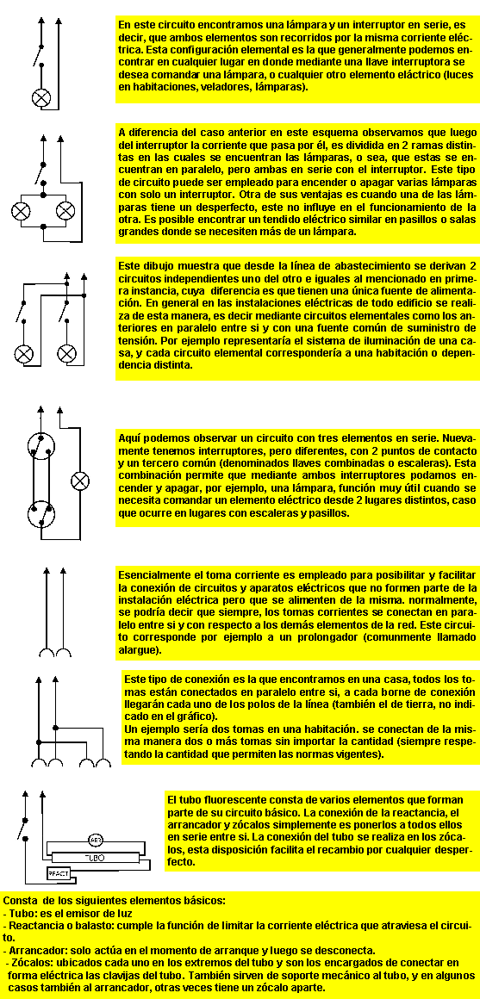 En este circuito encontramos una lámpara y un interruptor en serie, es
decir, que ambos elementos son recorridos por la misma corriente eléc-
trica. Esta configuración elemental es la que generalmente podemos en-
contrar en cualquier lugar en donde mediante una llave interruptora se
desea comandar una lámpara, o cualquier otro elemento eláctrico (luces
en habitaciones, veladores, lámparas).
A diferencia del caso anterior en este esquema observamos que luego
del interruptor la corriente que pasa por él, es dividida en 2 ramas distin-
tas en las cuales se encuentran las lámparas, o sea, que estas se en-
cuentran en paralelo, pero ambas en serie con el interruptor. Este tipo
de circuito puede ser empleado para encender o apagar varias lámparas
con solo un interruptor. Otra de sus ventajas es cuando una de las lám-
paras tiene un desperfecto, este no influye en el funcionamiento de la
otra. Es posible encontrar un tendido eléctrico similar en pasillos o salas
grandes donde se necesiten más de un lámpara.
Este dibujo muestra que desde la línea de abastecimiento se derivan 2
circuitos independientes uno del otro e iguales al mencionado en prime-
ra instancia, cuya diferencia es que tienen una única fuente de alimenta-
ción. En general en las instalaciones eléctricas de todo edificio se reali-
za de esta manera, es decir mediante circuitos elementales como los an-
teriores en paralelo entre si y con una fuente común de suministro de
tensión. Por ejemplo representaría el sistema de iluminación de una ca-
sa, y cada circuito elemental correspondería a una habitación o depen-
dencia distinta.
Aquí podemos observar un circuito con tres elementos en serie. Nueva-
mente tenemos interruptores, pero diferentes, con 2 puntos de contacto
y un tercero común (denominados llaves combinadas o escaleras). Esta
combinación permite que mediante ambos interruptores podamos en-
cender y apagar, por ejemplo, una lámpara, función muy útil cuando se
necesita comandar un elemento eléctrico desde 2 lugares distintos, caso
que ocurre en lugares con escaleras y pasillos.
Esencialmente el toma corriente es empleado para posibilitar y facilitar
la conexión de circuitos y aparatos eléctricos que no formen parte de la
instalación eléctrica pero que se alimenten de la misma. normalmente,
se podría decir que siempre, los tomas corrientes se conectan en para-
lelo entre si y con respecto a los demás elementos de la red. Este circui-
to corresponde por ejemplo a un prolongador (comunmente llamado
alargue).
Este tipo de conexión es la que encontramos en una casa, todos los to-
mas están conectados en paralelo entre si, a cada borne de conexión
llegarán cada uno de los polos de la línea (también el de tierra, no indi-
cado en el gráfico).
Un ejemplo sería dos tomas en una habitación. se conectan de la mis-
ma manera dos o más tomas sin importar la cantidad (siempre respe-
tando la cantidad que permiten las normas vigentes).
El tubo fluorescente consta de varios elementos que forman
parte de su circuito básico. La conexión de la reactancia, el
arrancador y zócalos simplemente es ponerlos a todos ellos
en serie entre si. La conexión del tubo se realiza en los zóca-
los, esta disposición facilita el recambio por cualquier desper-
fecto.
ARR
TUBO
REACT
Consta de los siguientes elementos básicos:
- Tubo: es el emisor de luz
- Reactancia o balasto: cumple la función de limitar la corriente eléctrica que atraviesa el circui-
to.
- Arrancador: solo actúa en el momento de arranque y luego se desconecta.
- Zócalos: ubicados cada uno en los extremos del tubo y son los encargados de conectar en
forma eléctrica las clavijas del tubo. También sirven de soporte mecánico al tubo, y en algunos
casos también al arrancador, otras veces tiene un zócalo aparte.